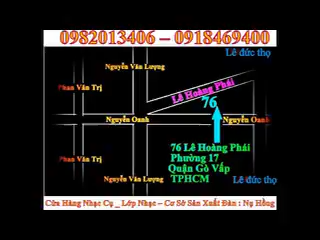 0982013406 – 0918469400
Lê đức thọ
Nguyễn Văn Lượng
Phan Văn Trị
Lê Hoàng Phái
76
Nguyễn Oanh
Nguyễn Oanh
76 Lê Hoàng Phái
Phường 17
Quận Gò Vấp
TPHCM
Phan Văn Trị
Nguyễn Văn Lượng
Lê đức thọ
Cửa Hàng Nhạc Cụ _ Lớp Nhạc – Cơ Sở Sản Xuất Đàn : Nụ Hồng